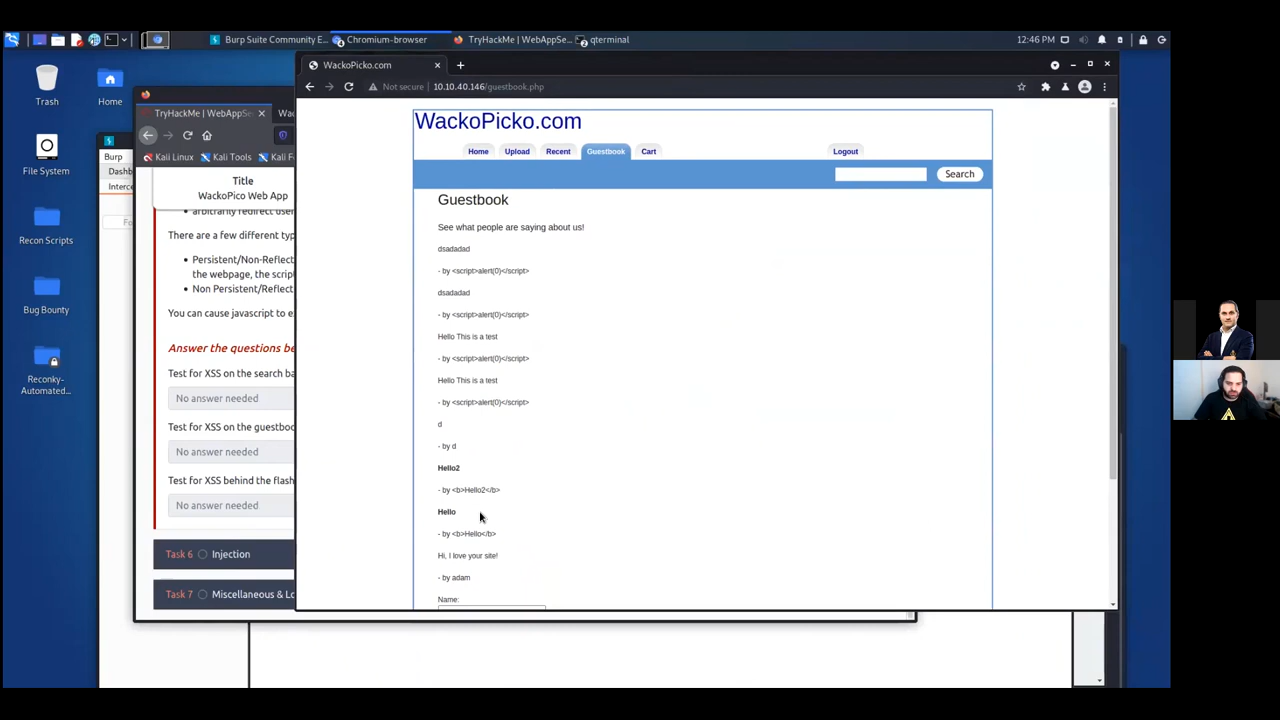 Burp Suite Community E...
Chromium-browser
TryHackMe | WebAppSe...
qterminal
12:46 PM
Trash
Home
File System
Recon Scripts
Bug Bounty
Reconky-
Automated...
Burp
Dashb
Interce
Fo
TryHackMe | WebAppSe
Wac
Kali Linux
Kali Tools
Kali F
Title
WackoPico Web App
arbitrarily redirect user
There are a few different typ
Persistent/Non-Reflect
the webpage, the script
Non Persistent/Reflect
You can cause javascript to e
Answer the questions be
Test for XSS on the search ba
No answer needed
Test for XSS on the guestboo
No answer needed
Test for XSS behind the flash
No answer needed
Task 6
Injection
Task 7
Miscellaneous & Lo
WackoPicko.com
Not secure
10.10.40.146/guestbook.php
WackoPicko.com
Home
Upload
Recent
Guestbook
Cart
Logout
Search
Guestbook
See what people are saying about us!
dsadadad
- by <script>alert(0)</script>
dsadadad
- by <script>alert(0)</script>
Hello This is a test
- by <script>alert(0)</script>
Hello This is a test
- by <script>alert(0)</script>
d
- by d
Hello2
- by <b>Hello2</b>
Hello
- by <b>Hello</b>
Hi, I love your site!
- by adam
Name: